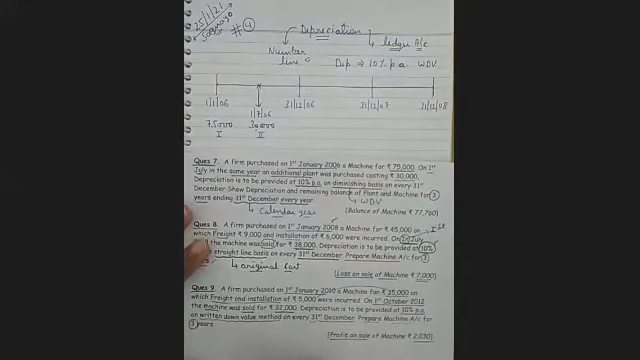 25/1/21
#4
Depreciation
Number line
ledger A/c
Dep ⇒ 10% p.a. WDV
1/1/06
1/7/06
31/12/06
31/12/07
31/12/08
75000
30000
I
II
Ques 7. A firm purchased on 1st January 2006 a Machine for ₹ 75,000. On 1st
July in the same year an additional plant was purchased costing ₹ 30,000.
Depreciation is to be provided at 10% p.a. on diminishing basis on every 31st
December. Show Depreciation and remaining balance of Plant and Machine for 3
years ending 31st December every year.
WDV
Calendar year
(Balance of Machine ₹ 77,760)
Ques 8. A firm purchased on 1st January 2008 a Machine for ₹ 45,000 on
which Freight ₹ 9,000 and installation of ₹ 6,000 were incurred. On 1st July
the machine was sold for ₹ 38,000. Depreciation is to be provided at 10%
straight line basis on every 31st December. Prepare Machine A/c for 3
original Cost
(Loss on sale of Machine ₹ 7,000)
Ques 9. A firm purchased on 1st January 2010 a Machine for ₹ 35,000 on
which Freight and installation of ₹ 5,000 were incurred. On 1st October 2012
the machine was sold for ₹ 32,000. Depreciation is to be provided at 10% p.a.
on written down value method on every 31st December. Prepare Machine A/c for
3 years
(Profit on sale of Machine ₹ 2,030)